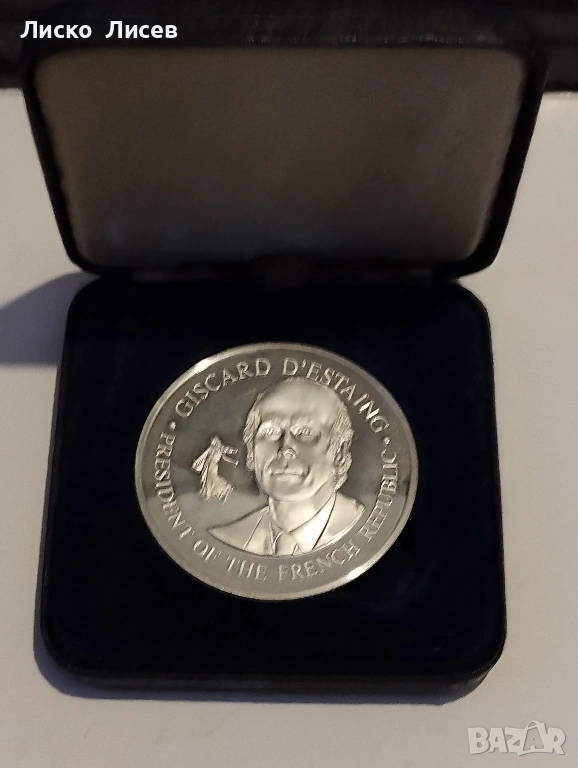 Лиско Лисев
• GISCARD D'ESTAING •
PRESIDENT OF THE FRENCH REPUBLIC
BAZAR